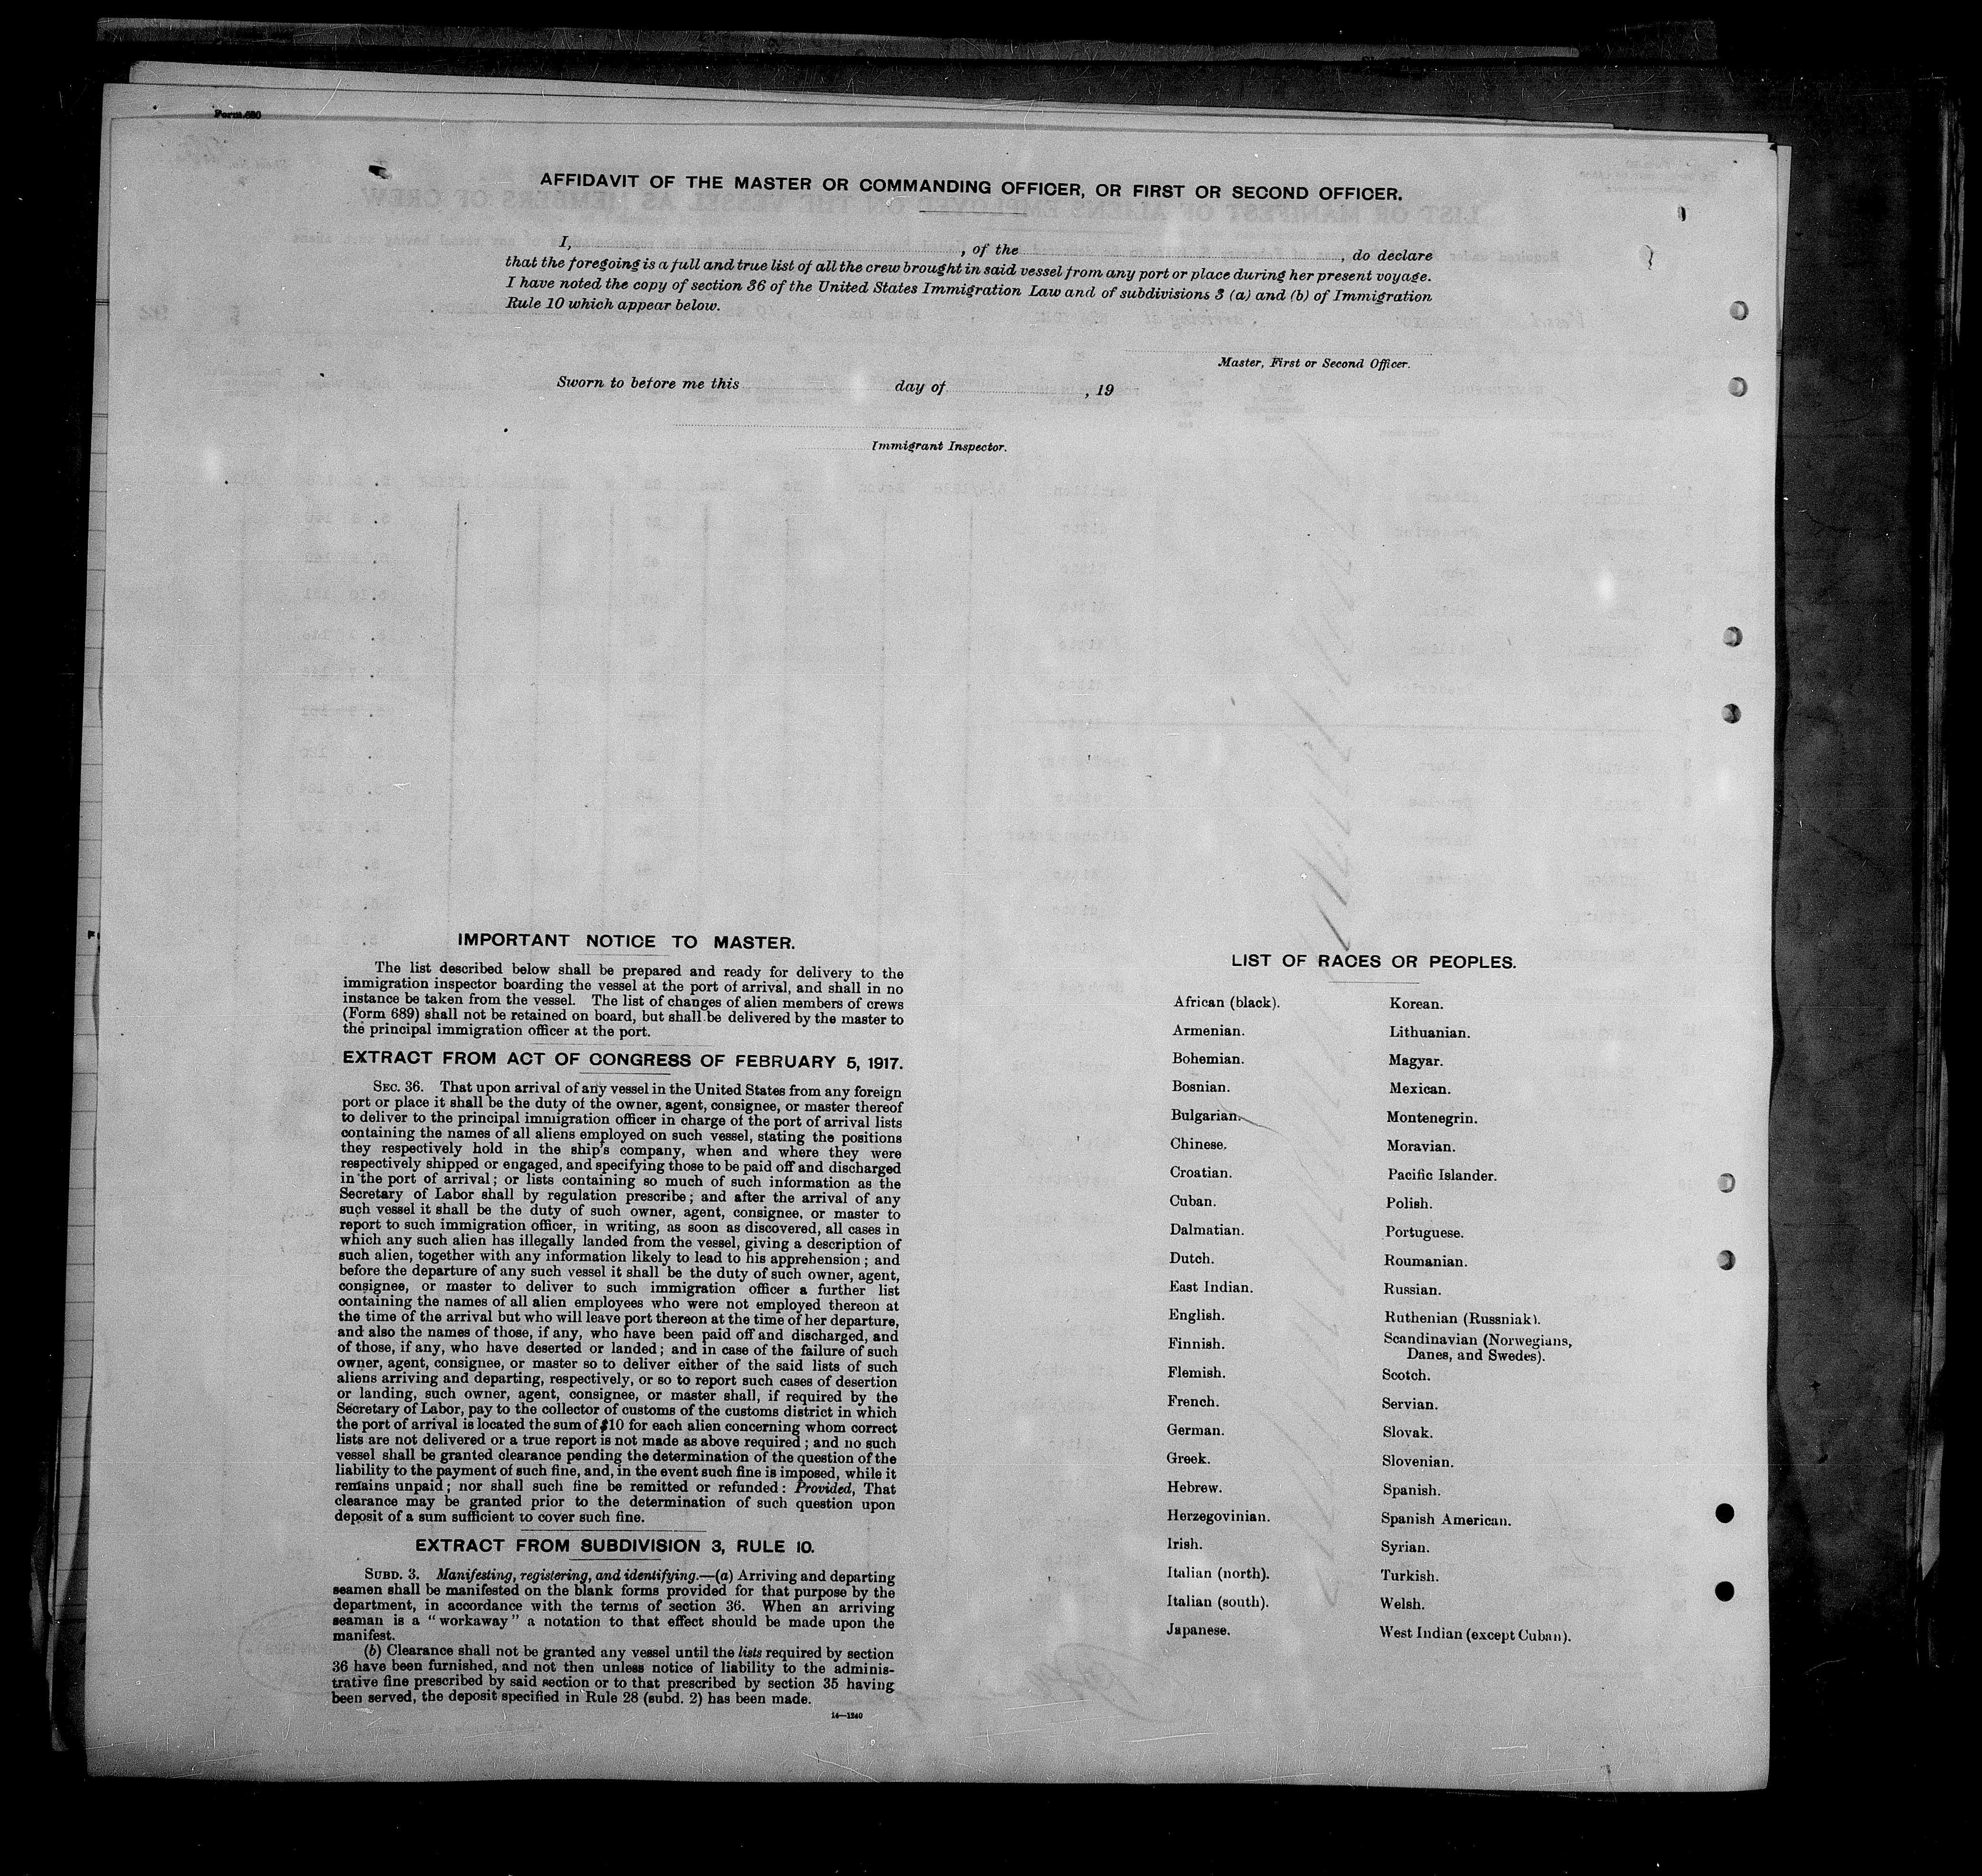 AFFIDAVIT OF THE MASTER OR COMMANDING OFFICER, OR FIRST OR SECOND OFFICER.
I, , of the , do declare
that the foregoing is a full and true list of all the crew brought in said vessel from any port or place during her present voyage.
I have noted the copy of section 36 of the United States Immigration Law and of subdivisions 3 (a) and (b) of Immigration
Rule 10 which appear below.
Master, First or Second Officer.
Sworn to before me this day of , 19
Immigrant Inspector.
IMPORTANT NOTICE TO MASTER.
The list described below shall be prepared and ready for delivery to the
immigration inspector boarding the vessel at the port of arrival, and shall in no
instance be taken from the vessel. The list of changes of alien members of crews
(Form 689) shall not be retained on board, but shall be delivered by the master to
the principal immigration officer at the port.
EXTRACT FROM ACT OF CONGRESS OF FEBRUARY 5, 1917.
SEC. 36. That upon arrival of any vessel in the United States from any foreign
port or place it shall be the duty of the owner, agent, consignee, or master thereof
to deliver to the principal immigration officer in charge of the port of arrival lists
containing the names of all aliens employed on such vessel, stating the positions
they respectively hold in the ship's company, when and where they were
respectively shipped or engaged, and specifying those to be paid off and discharged
in the port of arrival; or lists containing so much of such information as the
Secretary of Labor shall by regulation prescribe; and after the arrival of any
such vessel it shall be the duty of such owner, agent, consignee, or master to
report to such immigration officer, in writing, as soon as discovered, all cases in
which any such alien has illegally landed from the vessel, giving a description of
such alien, together with any information likely to lead to his apprehension; and
before the departure of any such vessel it shall be the duty of such owner, agent,
consignee, or master to deliver to such immigration officer a further list
containing the names of all alien employees who were not employed thereon at
the time of the arrival but who will leave port thereon at the time of her departure,
and also the names of those, if any, who have been paid off and discharged, and
of those, if any, who have deserted or landed; and in case of the failure of such
owner, agent, consignee, or master so to deliver either of the said lists of such
aliens arriving and departing, respectively, or so to report such cases of desertion
or landing, such owner, agent, consignee, or master shall, if required by the
Secretary of Labor, pay to the collector of customs of the customs district in which
the port of arrival is located the sum of $10 for each alien concerning whom correct
lists are not delivered or a true report is not made as above required; and no such
vessel shall be granted clearance pending the determination of the question of the
liability to the payment of such fine, and, in the event such fine is imposed, while it
remains unpaid; nor shall such fine be remitted or refunded: Provided, That
clearance may be granted prior to the determination of such question upon
deposit of a sum sufficient to cover such fine.
EXTRACT FROM SUBDIVISION 3, RULE 10.
SUBD. 3. Manifesting, registering, and identifying.—(a) Arriving and departing
seamen shall be manifested on the blank forms provided for that purpose by the
department, in accordance with the terms of section 36. When an arriving
seaman is a "workaway" a notation to that effect should be made upon the
manifest.
(b) Clearance shall not be granted any vessel until the lists required by section
36 have been furnished, and not then unless notice of liability to the adminis-
trative fine prescribed by said section or to that prescribed by section 35 having
been served, the deposit specified in Rule 28 (subd. 2) has been made.
14—1240
LIST OF RACES OR PEOPLES.
African (black).
Armenian.
Bohemian.
Bosnian.
Bulgarian.
Chinese.
Croatian.
Cuban.
Dalmatian.
Dutch.
East Indian.
English.
Finnish.
Flemish.
French.
German.
Greek.
Hebrew.
Herzegovinian.
Irish.
Italian (north).
Italian (south).
Japanese.
Korean.
Lithuanian.
Magyar.
Mexican.
Montenegrin.
Moravian.
Pacific Islander.
Polish.
Portuguese.
Roumanian.
Russian.
Ruthenian (Russniak).
Scandinavian (Norwegians,
Danes, and Swedes).
Scotch.
Servian.
Slovak.
Slovenian.
Spanish.
Spanish American.
Syrian.
Turkish.
Welsh.
West Indian (except Cuban).